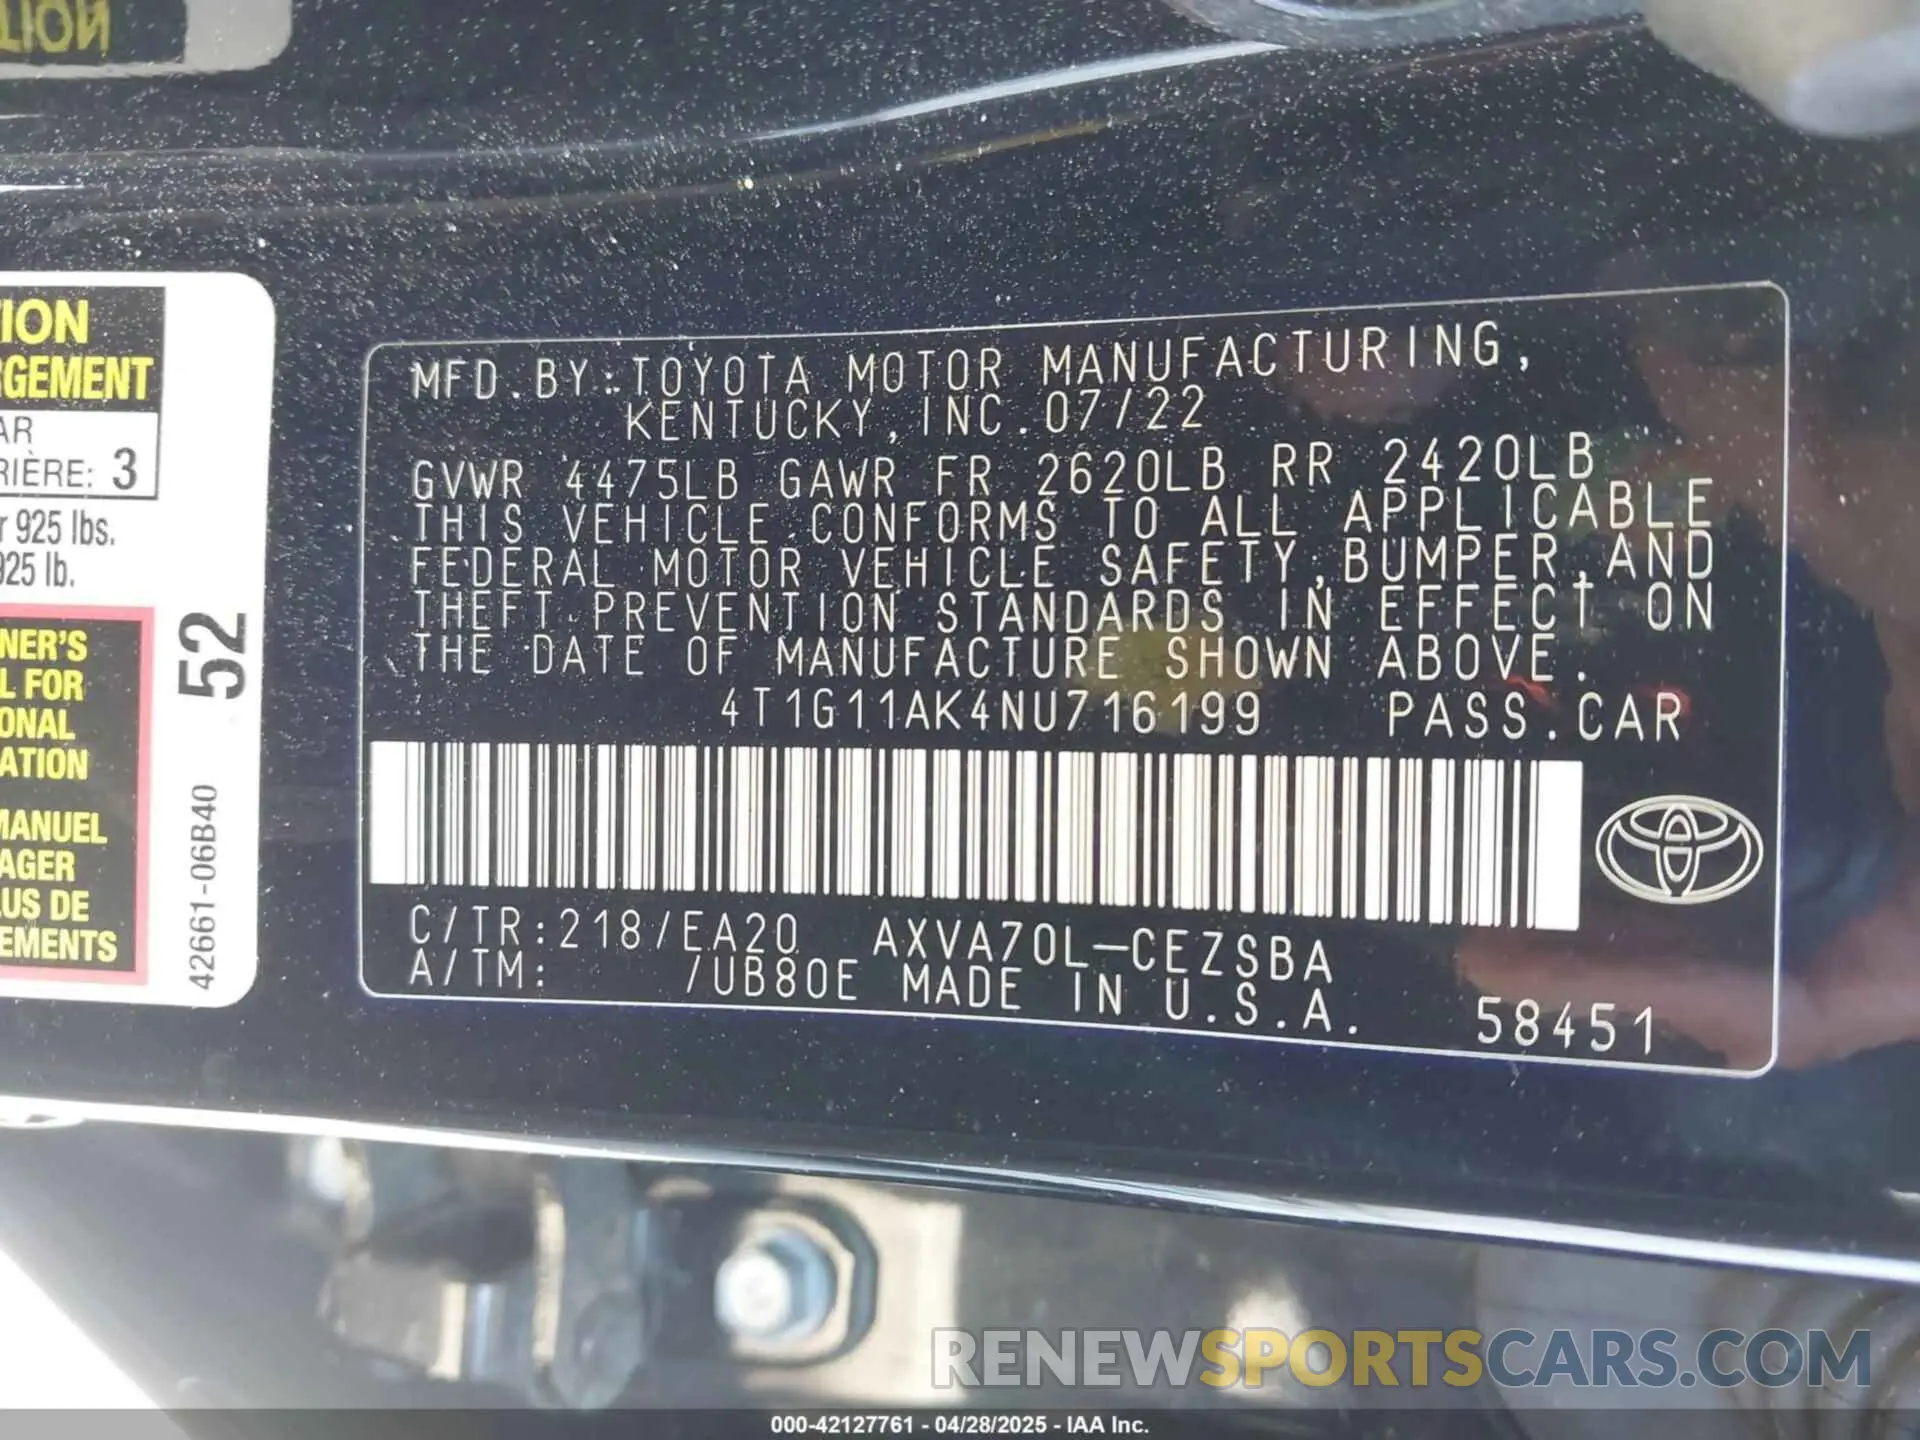 TION
RGEMENT
AR
RIÈRE: 3
r 925 lbs.
925 lb.
NER'S
L FOR
ONAL
ATION
MANUEL
AGER
LUS DE
EMENTS
52
42661-06B40
MFD.BY:TOYOTA MOTOR MANUFACTURING,
KENTUCKY,INC.07/22
GVWR 4475LB GAWR FR 2620LB RR 2420LB
THIS VEHICLE CONFORMS TO ALL APPLICABLE
FEDERAL MOTOR VEHICLE SAFETY,BUMPER,AND
THEFT PREVENTION STANDARDS IN EFFECT ON
THE DATE OF MANUFACTURE SHOWN ABOVE.
4T1G11AK4NU716199 PASS.CAR
C/TR:218/EA20 AXVA70L-CEZSBA
A/TM: /UB80E MADE IN U.S.A.
58451
RENEWSPORTSCARS.COM
000-42127761 - 04/28/2025 - IAA Inc.